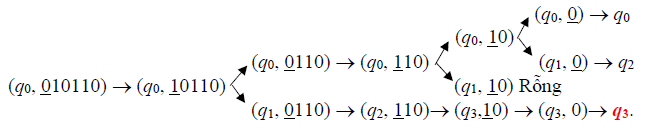 (q₀, 0) → q₀
(q₀, 10)
(q₁, 0) → q₂
(q₀, 0110) → (q₀, 110)
(q₁, 10) Rỗng
(q₀, 010110) → (q₀, 10110)
(q₁, 0110) → (q₂, 110) → (q₃,10) → (q₃, 0) → q₃.